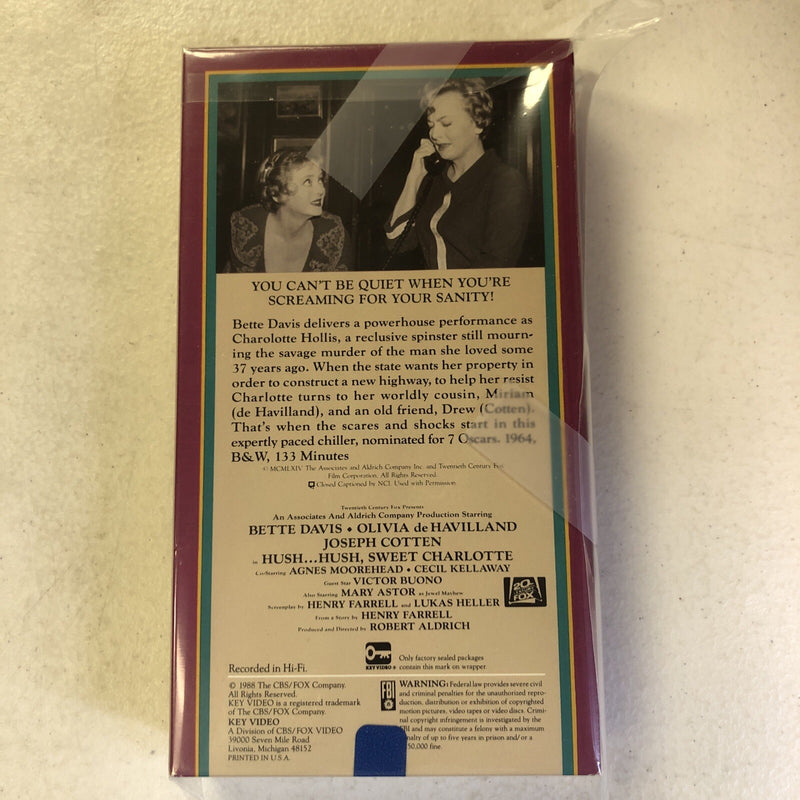 YOU CAN'T BE QUIET WHEN YOU'RE
SCREAMING FOR YOUR SANITY!
Bette Davis delivers a powerhouse performance as
Charolotte Hollis, a reclusive spinster still mourn-
ing the savage murder of the man she loved some
37 years ago. When the state wants her property in
order to construct a new highway, to help her resist
Charlotte turns to her worldly cousin, Miriam
(de Havilland), and an old friend, Drew (Cotten).
That's when the scares and shocks start in this
expertly paced chiller, nominated for 7 Oscars. 1964,
B&W, 133 Minutes
© MCMLXIV The Associates and Aldrich Company Inc. and Twentieth Century Fox
Film Corporation. All Rights Reserved.
Closed Captioned by NCI. Used with Permission.
Twentieth Century Fox Presents
An Associates And Aldrich Company Production Starring
BETTE DAVIS • OLIVIA deHAVILLAND
JOSEPH COTTEN
in HUSH...HUSH, SWEET CHARLOTTE
Co-Starring AGNES MOOREHEAD • CECIL KELLAWAY
Guest Star VICTOR BUONO
Also Starring MARY ASTOR as Jewel Mayhew
Screenplay by HENRY FARRELL and LUKAS HELLER
From a Story by HENRY FARRELL
Produced and Directed by ROBERT ALDRICH
20th
CENTURY
FOX
KEY VIDEO®
Only factory sealed packages
contain this mark on wrapper.
Recorded in Hi-Fi.
© 1988 The CBS/FOX Company.
All Rights Reserved.
KEY VIDEO is a registered trademark
of The CBS/FOX Company.
KEY VIDEO
A Division of CBS/FOX VIDEO
39000 Seven Mile Road
Livonia, Michigan 48152
PRINTED IN U.S.A.
FBI
WARNING: Federal law provides severe civil
and criminal penalties for the unauthorized repro-
duction, distribution or exhibition of copyrighted
motion pictures, video tapes or video discs. Crimi-
nal copyright infringement is investigated by the
FBI and may constitute a felony with a maximum
penalty of up to five years in prison and/or a
50,000 fine.